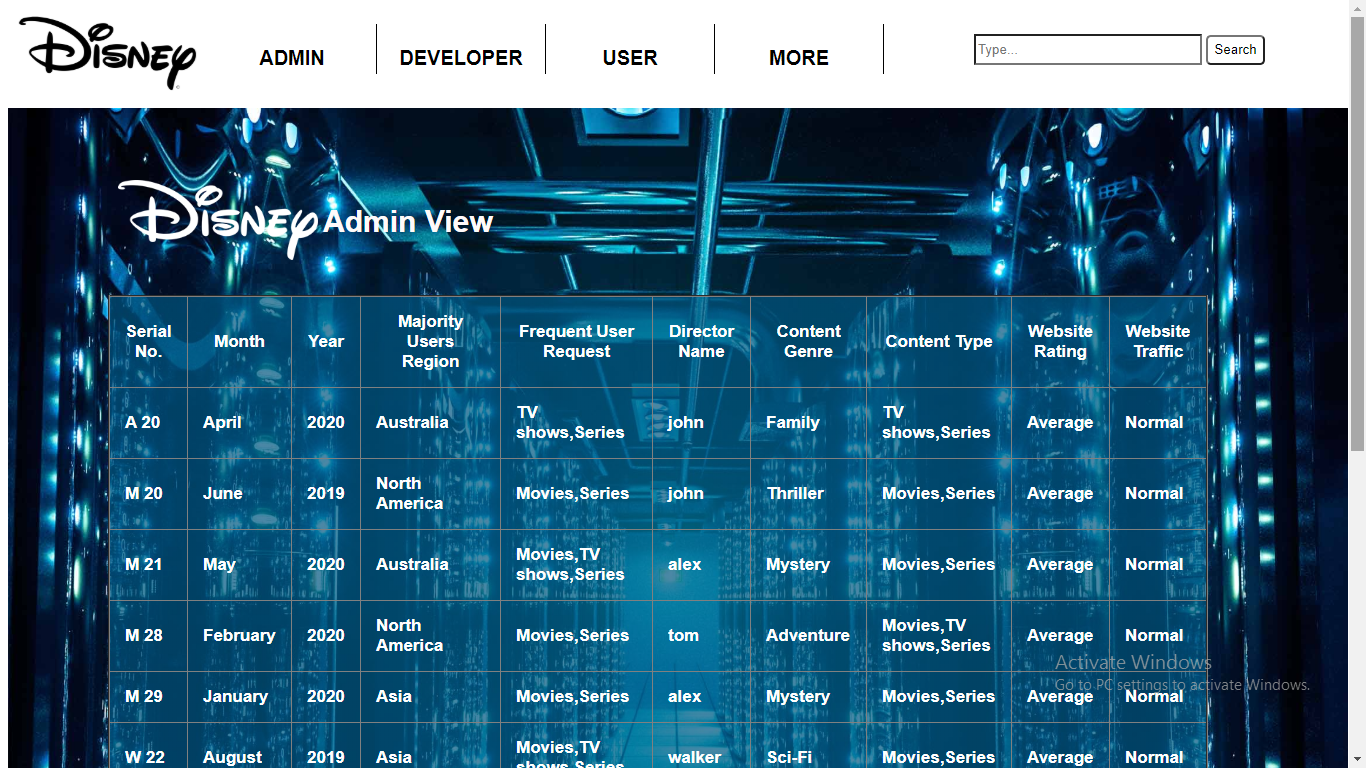 Disney
ADMIN
DEVELOPER
USER
MORE
Type...
Search
Disney Admin View
Serial No.
Month
Year
Majority Users Region
Frequent User Request
Director Name
Content Genre
Content Type
Website Rating
Website Traffic
A 20 April 2020 Australia TV shows,Series john Family TV shows,Series Average Normal
M 20 June 2019 North America Movies,Series john Thriller Movies,Series Average Normal
M 21 May 2020 Australia Movies,TV shows,Series alex Mystery Movies,Series Average Normal
M 28 February 2020 North America Movies,Series tom Adventure Movies,TV shows,Series Average Normal
M 29 January 2020 Asia Movies,Series alex Mystery Movies,Series Average Normal
W 22 August 2019 Asia Movies,TV shows,Series walker Sci-Fi Movies,Series Average Normal
Activate Windows
Go to PC settings to activate Windows.